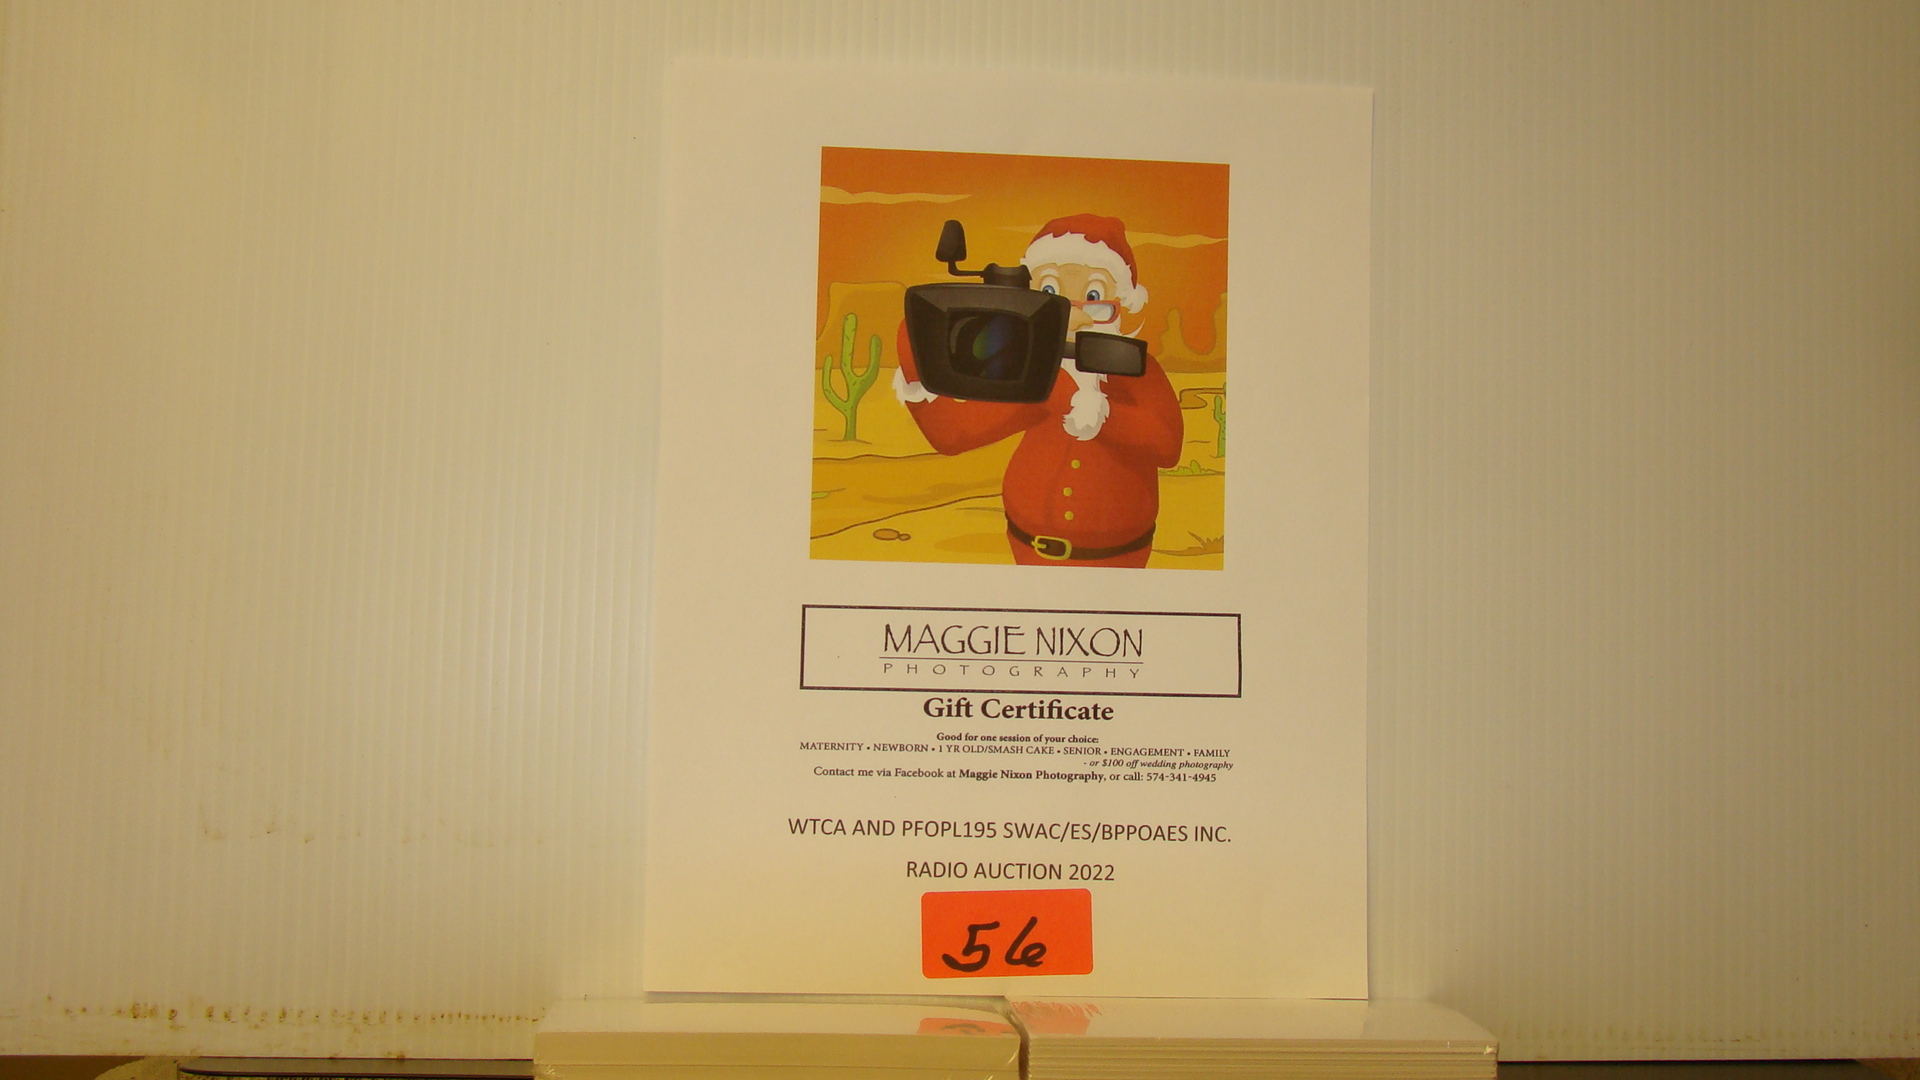 MAGGIE NIXON
PHOTOGRAPHY
Gift Certificate
Good for one session of your choice:
MATERNITY • NEWBORN • 1 YR OLD/SMASH CAKE • SENIOR • ENGAGEMENT • FAMILY
- or $100 off wedding photography
Contact me via Facebook at Maggie Nixon Photography, or call: 574-341-4945
WTCA AND PFOPL195 SWAC/ES/BPPOAES INC.
RADIO AUCTION 2022
56